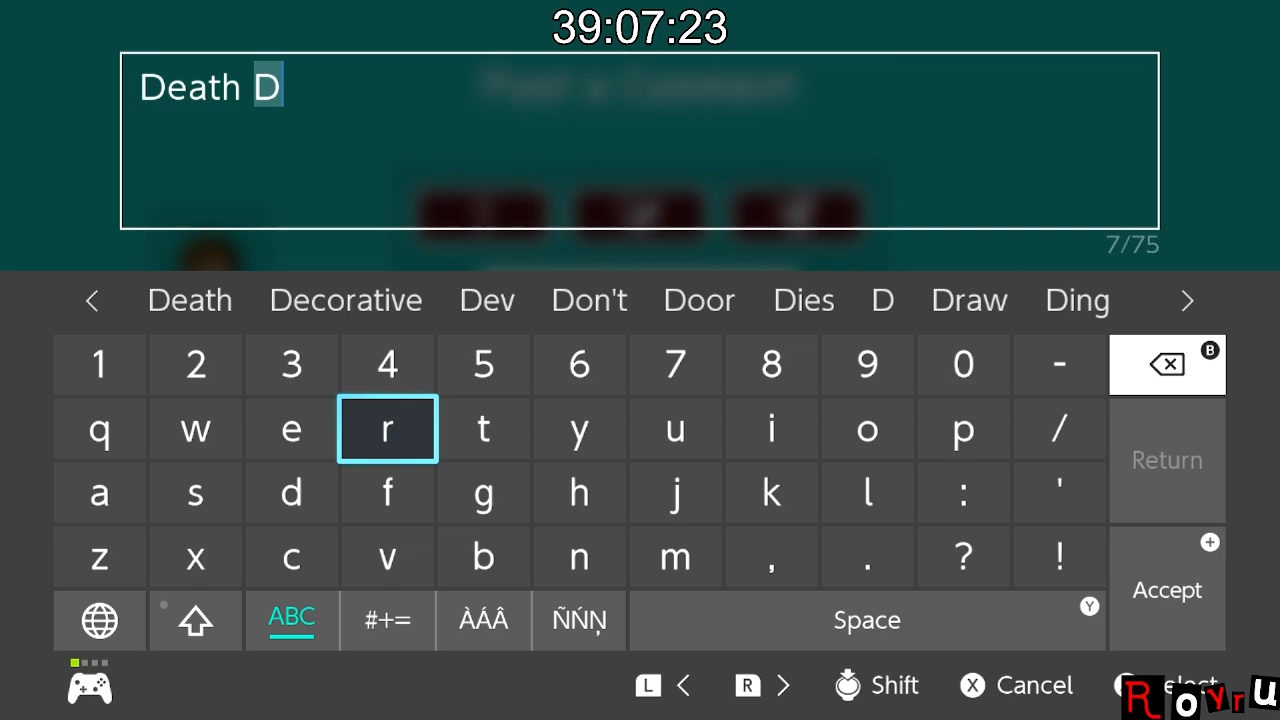 39:07:23
Death D
7/75
Death Decorative Dev Don't Door Dies D Draw Ding
1 2 3 4 5 6 7 8 9 0 - B
q w e r t y u i o p /
Return
a s d f g h j k l : '
z x c v b n m , . ? !
Accept
ABC #+= ÀÁÂ ÑŃŅ Space Y
L R Shift X Cancel
Rovru